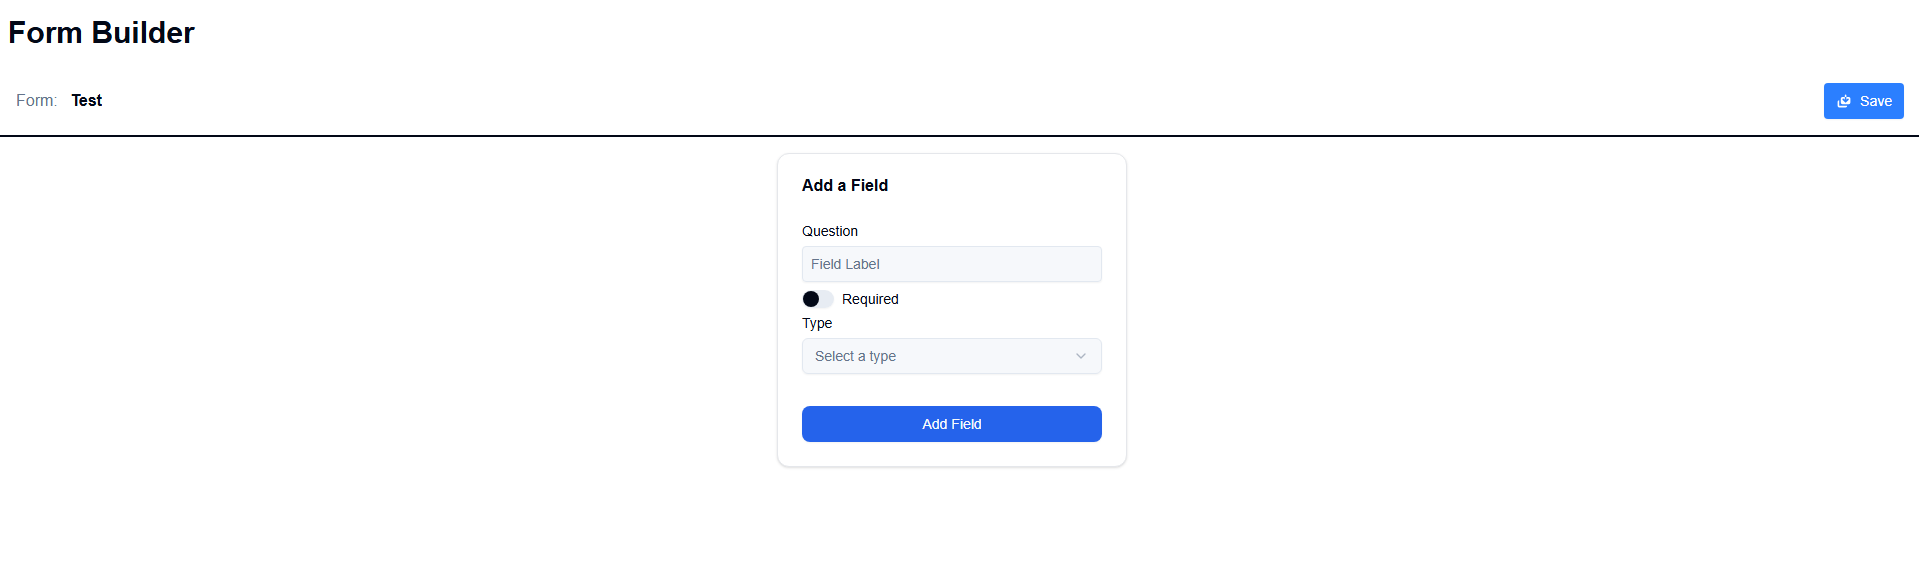 Form Builder
Form: Test
Save
Add a Field
Question
Field Label
Required
Type
Select a type
Add Field